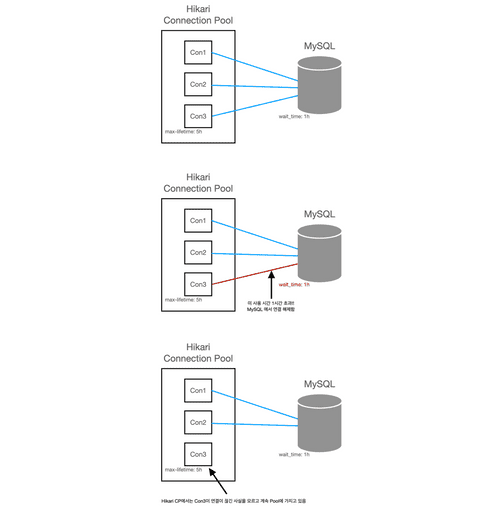 Hikari
Connection Pool
MySQL
Con1
Con2
Con3
wait_time: 1h
max-lifetime: 5h
Hikari
Connection Pool
MySQL
Con1
Con2
Con3
wait_time: 1h
max-lifetime: 5h
미 사용 시간 1시간 초과!!
MySQL 에서 연결 해제함
Hikari
Connection Pool
MySQL
Con1
Con2
Con3
wait_time: 1h
max-lifetime: 5h
Hikari CP에서는 Con3이 연결이 끊긴 사실을 모르고 계속 Pool에 가지고 있음